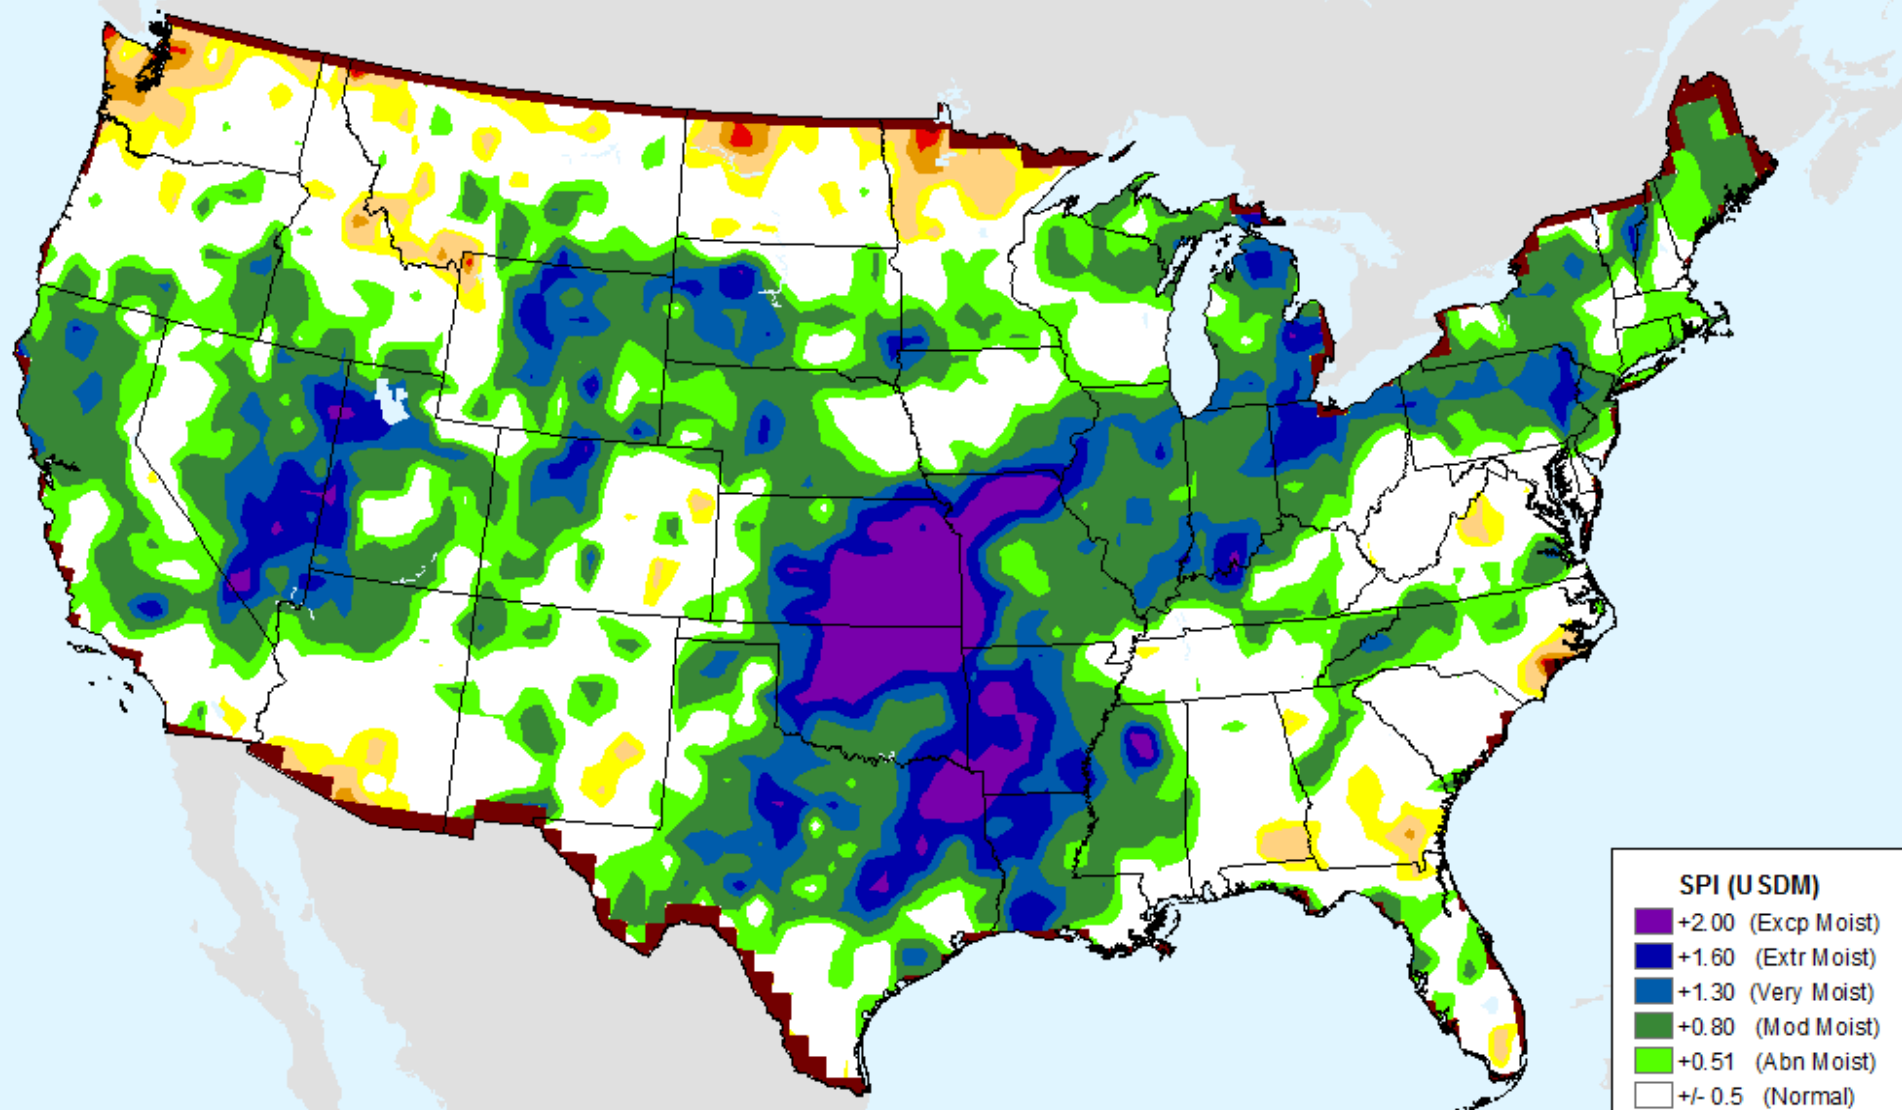 SPI (USDM)
+2.00 (Excp Moist)
+1.60 (Extr Moist)
+1.30 (Very Moist)
+0.80 (Mod Moist)
+0.51 (Abn Moist)
+/- 0.5 (Normal)